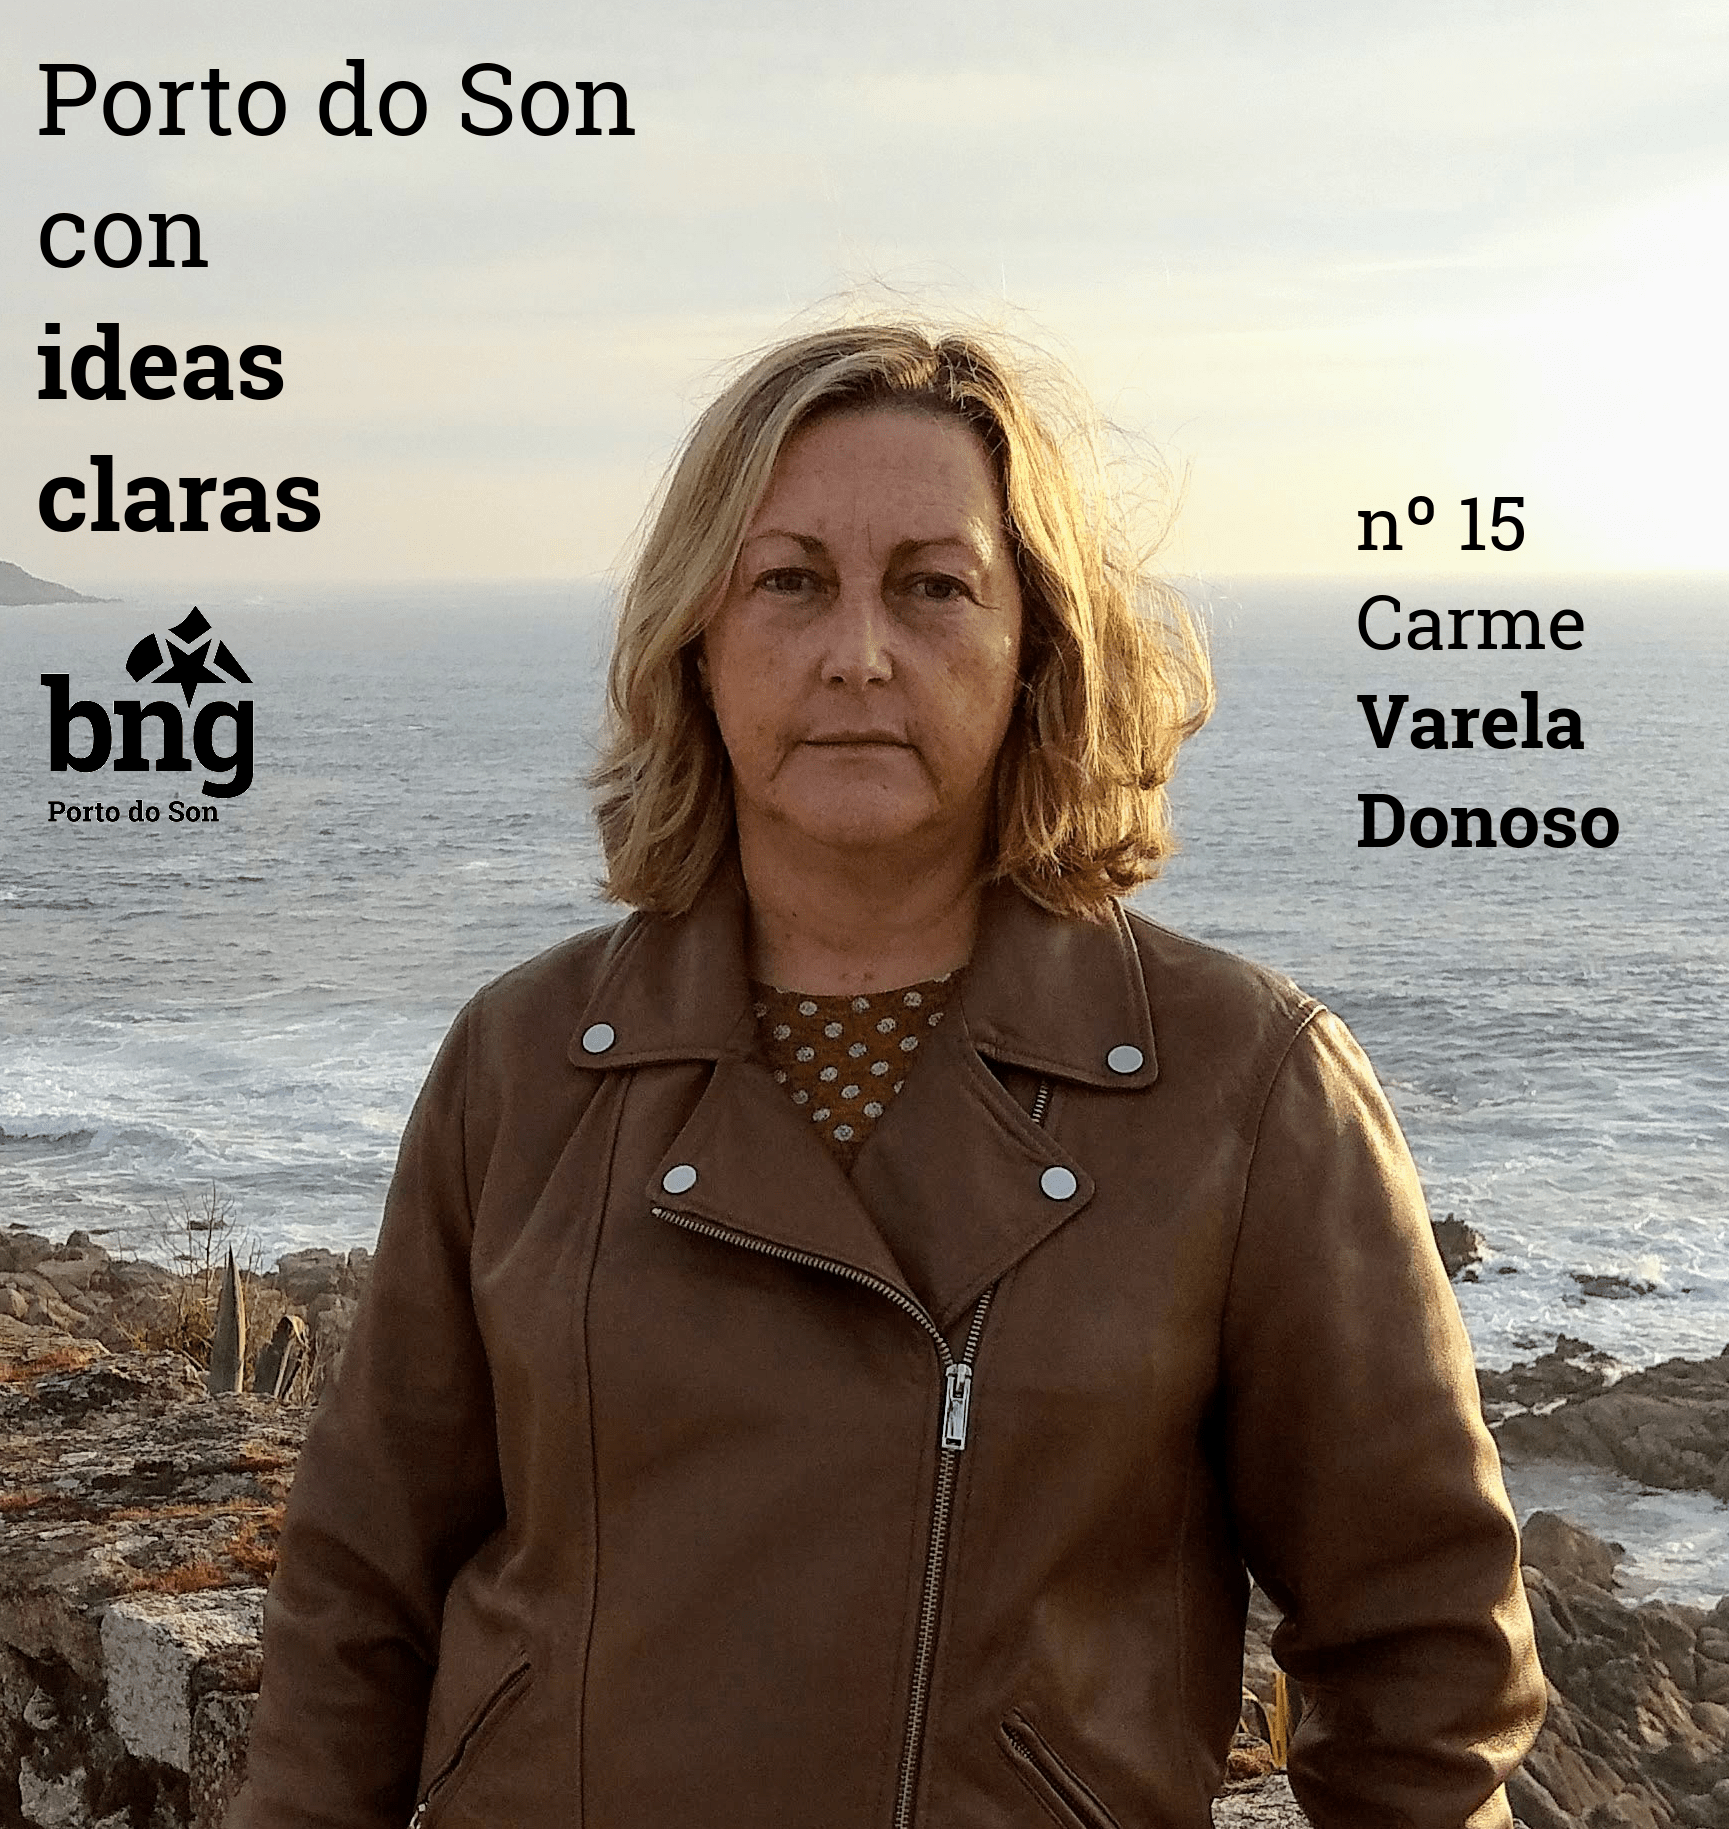 Porto do Son
con
ideas
claras
bng
Porto do Son
nº 15
Carme
Varela
Donoso